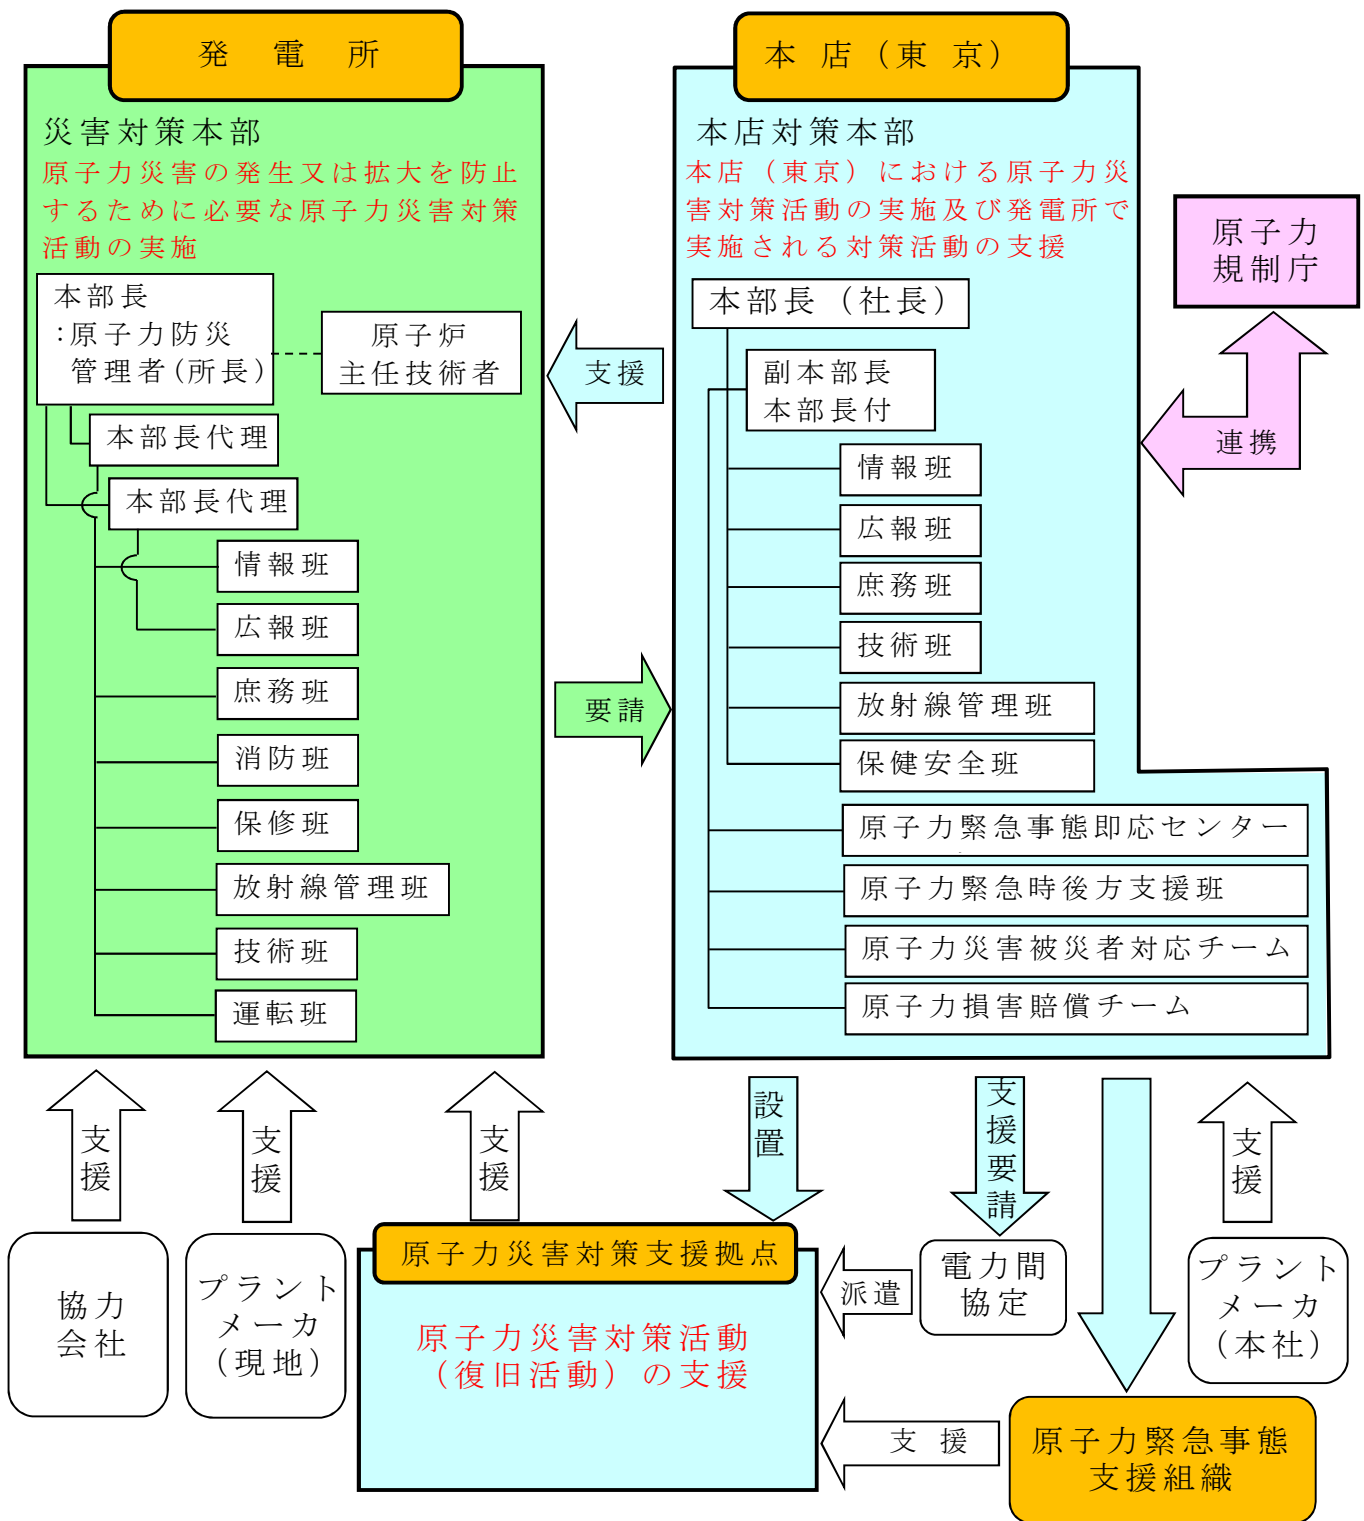 発電所
災害対策本部
原子力災害の発生又は拡大を防止
するために必要な原子力災害対策
活動の実施
本部長
:原子力防災
管理者(所長)
原子炉
主任技術者
本部長代理
本部長代理
情報班
広報班
庶務班
消防班
保修班
放射線管理班
技術班
運転班
支援
要請
本店（東京）
本店対策本部
本店（東京）における原子力災
害対策活動の実施及び発電所で
実施される対策活動の支援
本部長（社長）
副本部長
本部長付
情報班
広報班
庶務班
技術班
放射線管理班
保健安全班
原子力緊急事態即応センター
原子力緊急時後方支援班
原子力災害被災者対応チーム
原子力損害賠償チーム
原子力
規制庁
連携
支援
支援
支援
設置
支援要請
支援
協力
会社
プラント
メーカ
（現地）
原子力災害対策支援拠点
原子力災害対策活動
（復旧活動）の支援
派遣
電力間
協定
プラント
メーカ
（本社）
支援
原子力緊急事態
支援組織